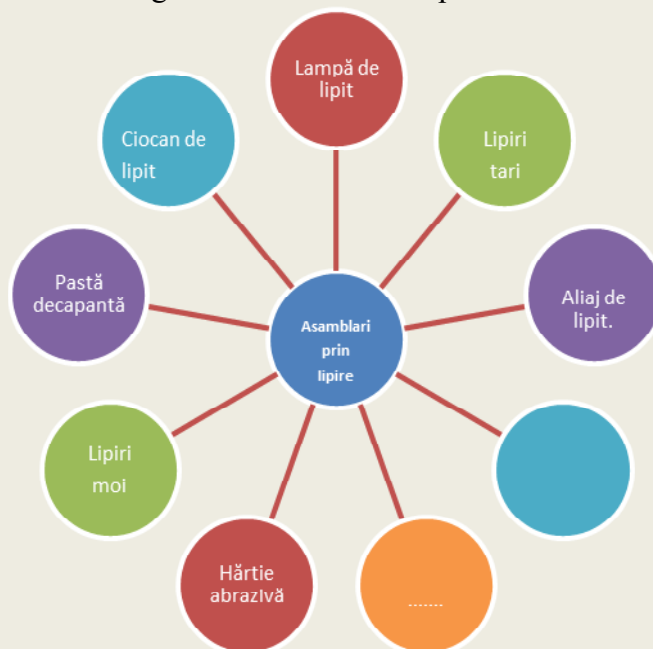 Lampă de
lipit
Ciocan de
lipit
Lipiri
tari
Pastă
decapantă
Aliaj de
lipit.
Asamblari
prin
lipire
Lipiri
moi
Hărtie
abrazivă
.......